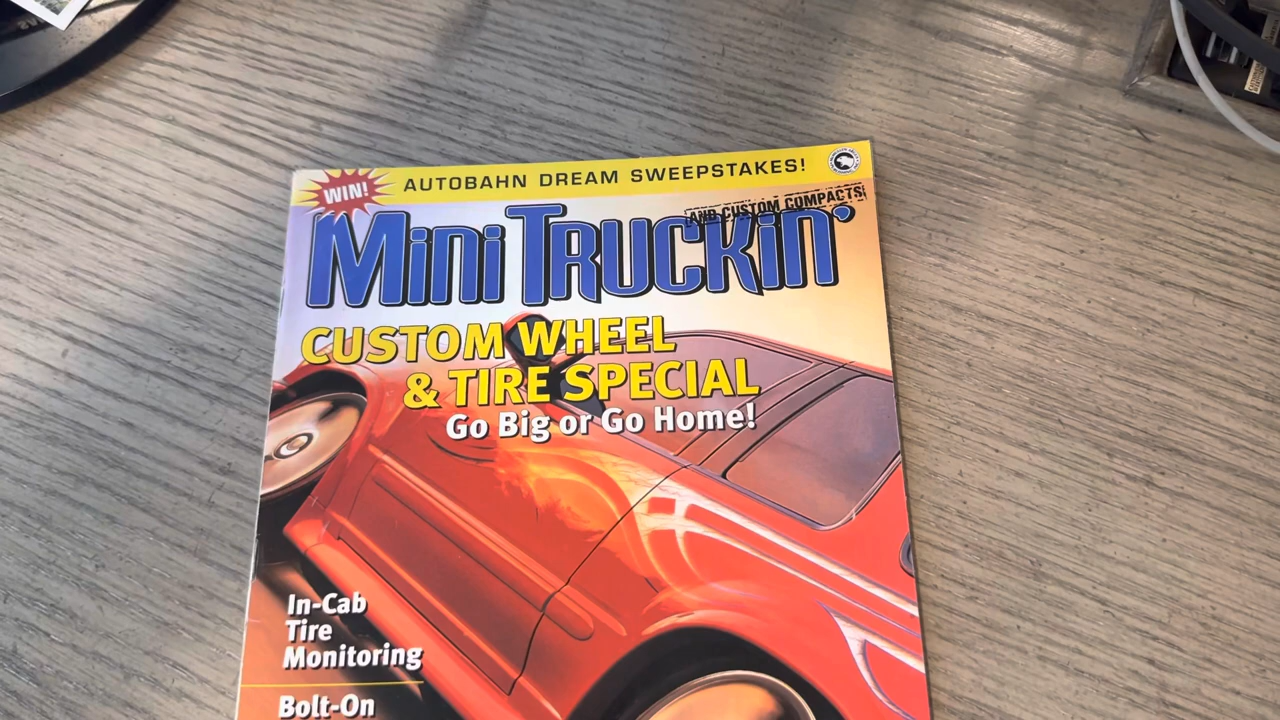 WIN! AUTOBAHN DREAM SWEEPSTAKES!
AND CUSTOM COMPACTS
Mini TRUCKin'
CUSTOM WHEEL
& TIRE SPECIAL
Go Big or Go Home!
In-Cab
Tire
Monitoring
Bolt-On